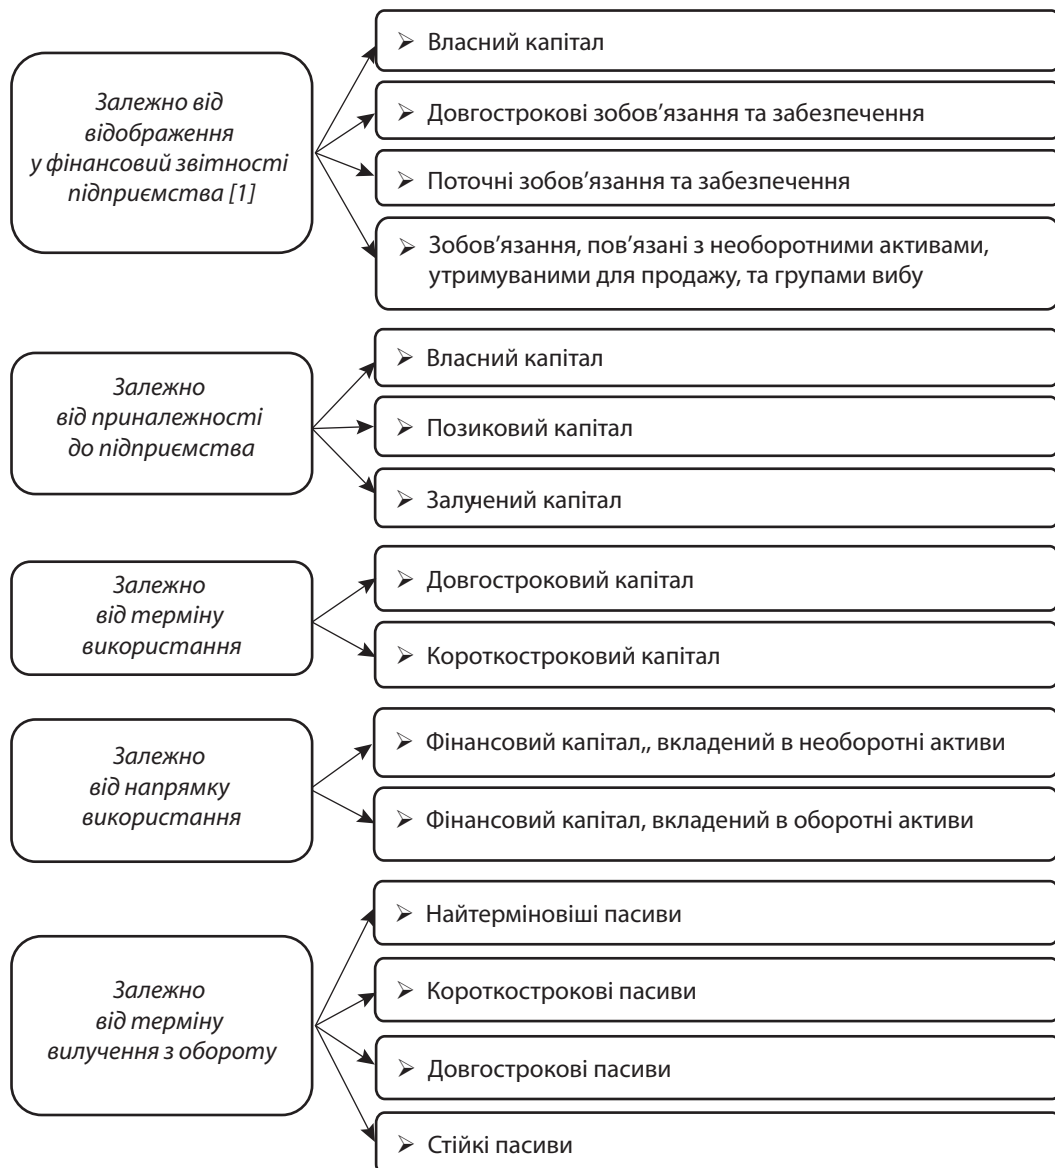 Залежно від
відображення
у фінансовий звітності
підприємства [1]
➢ Власний капітал
➢ Довгострокові зобов’язання та забезпечення
➢ Поточні зобов’язання та забезпечення
➢ Зобов’язання, пов’язані з необоротними активами,
утримуваними для продажу, та групами вибу
Залежно
від приналежності
до підприємства
➢ Власний капітал
➢ Позиковий капітал
➢ Залучений капітал
Залежно
від терміну
використання
➢ Довгостроковий капітал
➢ Короткостроковий капітал
Залежно
від напрямку
використання
➢ Фінансовий капітал,, вкладений в необоротні активи
➢ Фінансовий капітал, вкладений в оборотні активи
Залежно
від терміну
вилучення з обороту
➢ Найтерміновіші пасиви
➢ Короткострокові пасиви
➢ Довгострокові пасиви
➢ Стійкі пасиви